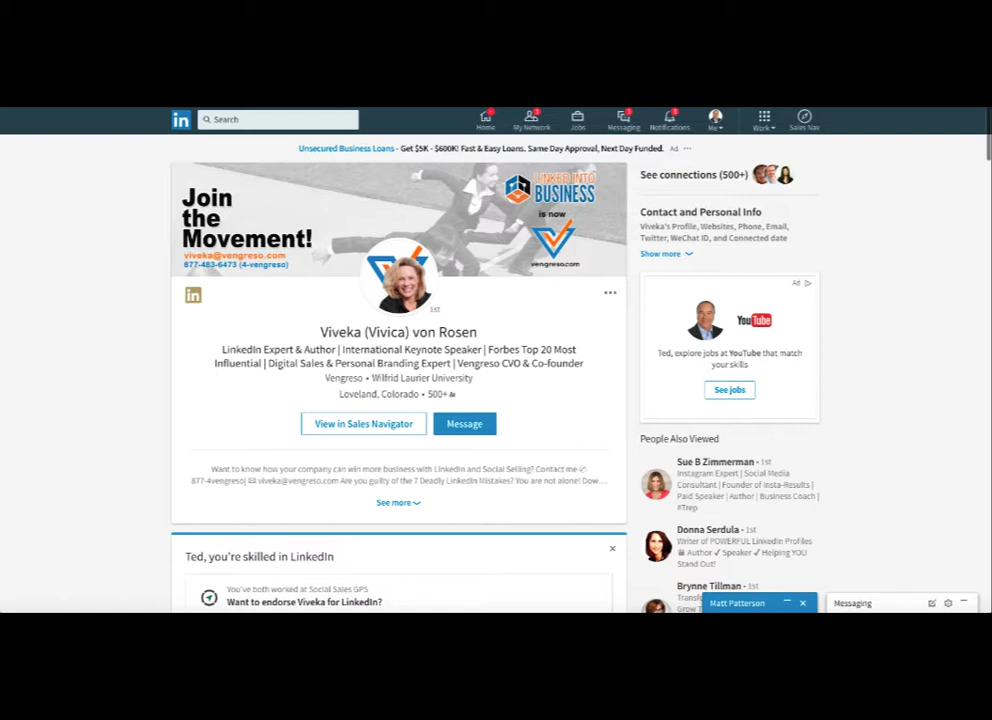 in
Search
Home
My Network
Jobs
Messaging
Notifications
Me
Work
Sales Nav
Unsecured Business Loans - Get $5K - $600K! Fast & Easy Loans. Same Day Approval, Next Day Funded. Ad ···
Join
the
Movement!
viveka@vengreso.com
877-483-6473 (4-vengreso)
LINKED INTO
BUSINESS
is now
vengreso.com
in
1st
Viveka (Vivica) von Rosen
LinkedIn Expert & Author | International Keynote Speaker | Forbes Top 20 Most
Influential | Digital Sales & Personal Branding Expert | Vengreso CVO & Co-founder
Vengreso • Wilfrid Laurier University
Loveland, Colorado • 500+
View in Sales Navigator
Message
Want to know how your company can win more business with LinkedIn and Social Selling? Contact me
877-4vengreso| viveka@vengreso.com Are you guilty of the 7 Deadly LinkedIn Mistakes? You are not alone! Dow...
See more
Ted, you're skilled in LinkedIn
You've both worked at Social Sales GPS
Want to endorse Viveka for LinkedIn?
See connections (500+)
Contact and Personal Info
Viveka's Profile, Websites, Phone, Email,
Twitter, WeChat ID, and Connected date
Show more
Ad
YouTube
Ted, explore jobs at YouTube that match
your skills
See jobs
People Also Viewed
Sue B Zimmerman • 1st
Instagram Expert | Social Media
Consultant | Founder of Insta-Results |
Paid Speaker | Author | Business Coach |
#Trep
Donna Serdula • 1st
Writer of POWERFUL LinkedIn Profiles
Author ✓ Speaker ✓ Helping YOU
Stand Out!
Brynne Tillman • 1st
Grow
Matt Patterson
Messaging